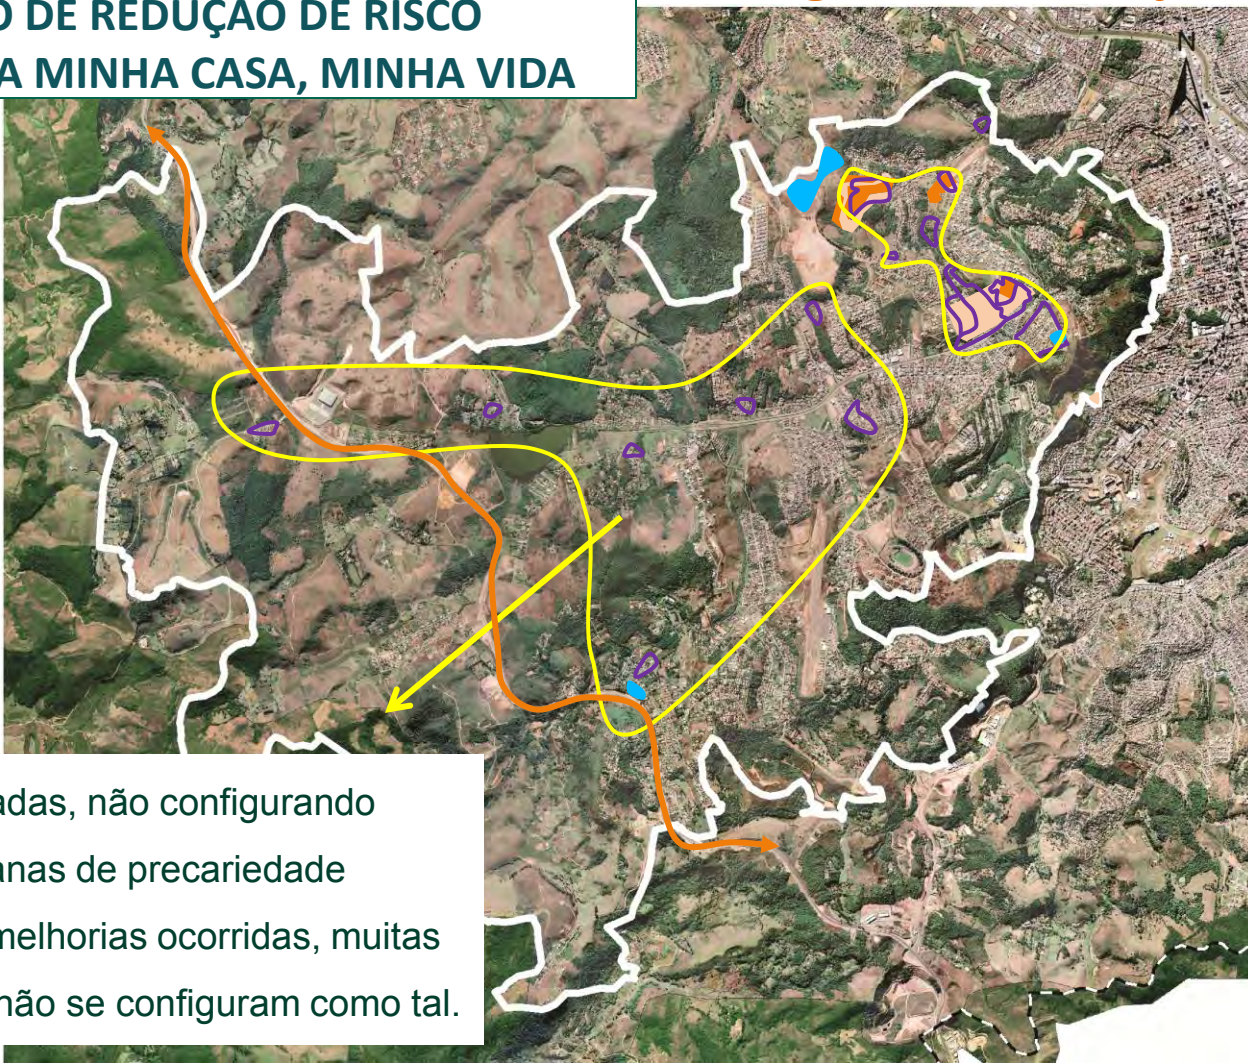 O DE REDUÇÃO DE RISCO
A MINHA CASA, MINHA VIDA
N
adas, não configurando
anas de precariedade
melhorias ocorridas, muitas
não se configuram como tal.